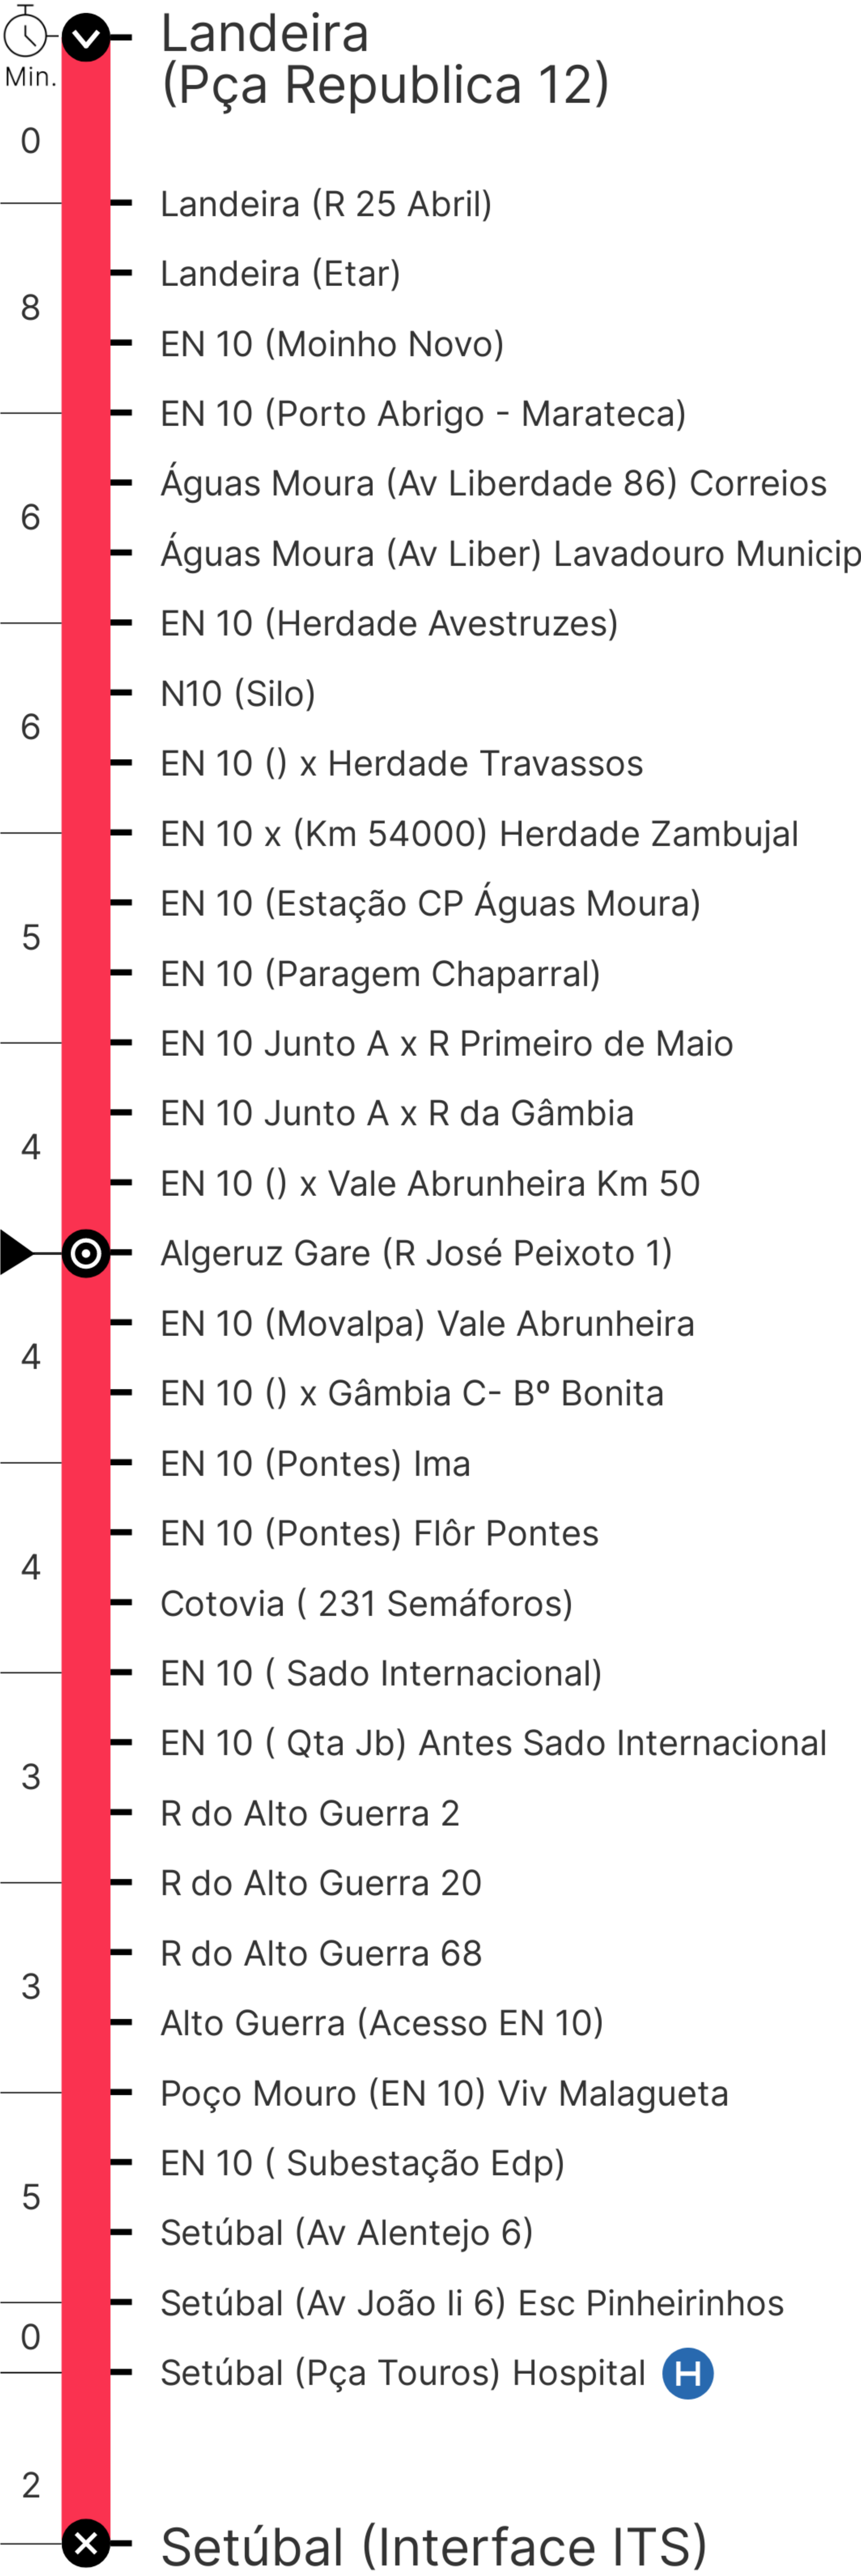 Landeira
(Pça Republica 12)
Min.
0
Landeira (R 25 Abril)
Landeira (Etar)
8
EN 10 (Moinho Novo)
EN 10 (Porto Abrigo - Marateca)
Águas Moura (Av Liberdade 86) Correios
6
Águas Moura (Av Liber) Lavadouro Municip
EN 10 (Herdade Avestruzes)
N10 (Silo)
6
EN 10 () x Herdade Travassos
EN 10 x (Km 54000) Herdade Zambujal
EN 10 (Estação CP Águas Moura)
5
EN 10 (Paragem Chaparral)
EN 10 Junto A x R Primeiro de Maio
EN 10 Junto A x R da Gâmbia
4
EN 10 () x Vale Abrunheira Km 50
Algeruz Gare (R José Peixoto 1)
EN 10 (Movalpa) Vale Abrunheira
4
EN 10 () x Gâmbia C- Bº Bonita
EN 10 (Pontes) Ima
EN 10 (Pontes) Flôr Pontes
4
Cotovia ( 231 Semáforos)
EN 10 ( Sado Internacional)
EN 10 ( Qta Jb) Antes Sado Internacional
3
R do Alto Guerra 2
R do Alto Guerra 20
R do Alto Guerra 68
3
Alto Guerra (Acesso EN 10)
Poço Mouro (EN 10) Viv Malagueta
EN 10 ( Subestação Edp)
5
Setúbal (Av Alentejo 6)
Setúbal (Av João Ii 6) Esc Pinheirinhos
0
Setúbal (Pça Touros) Hospital H
2
Setúbal (Interface ITS)